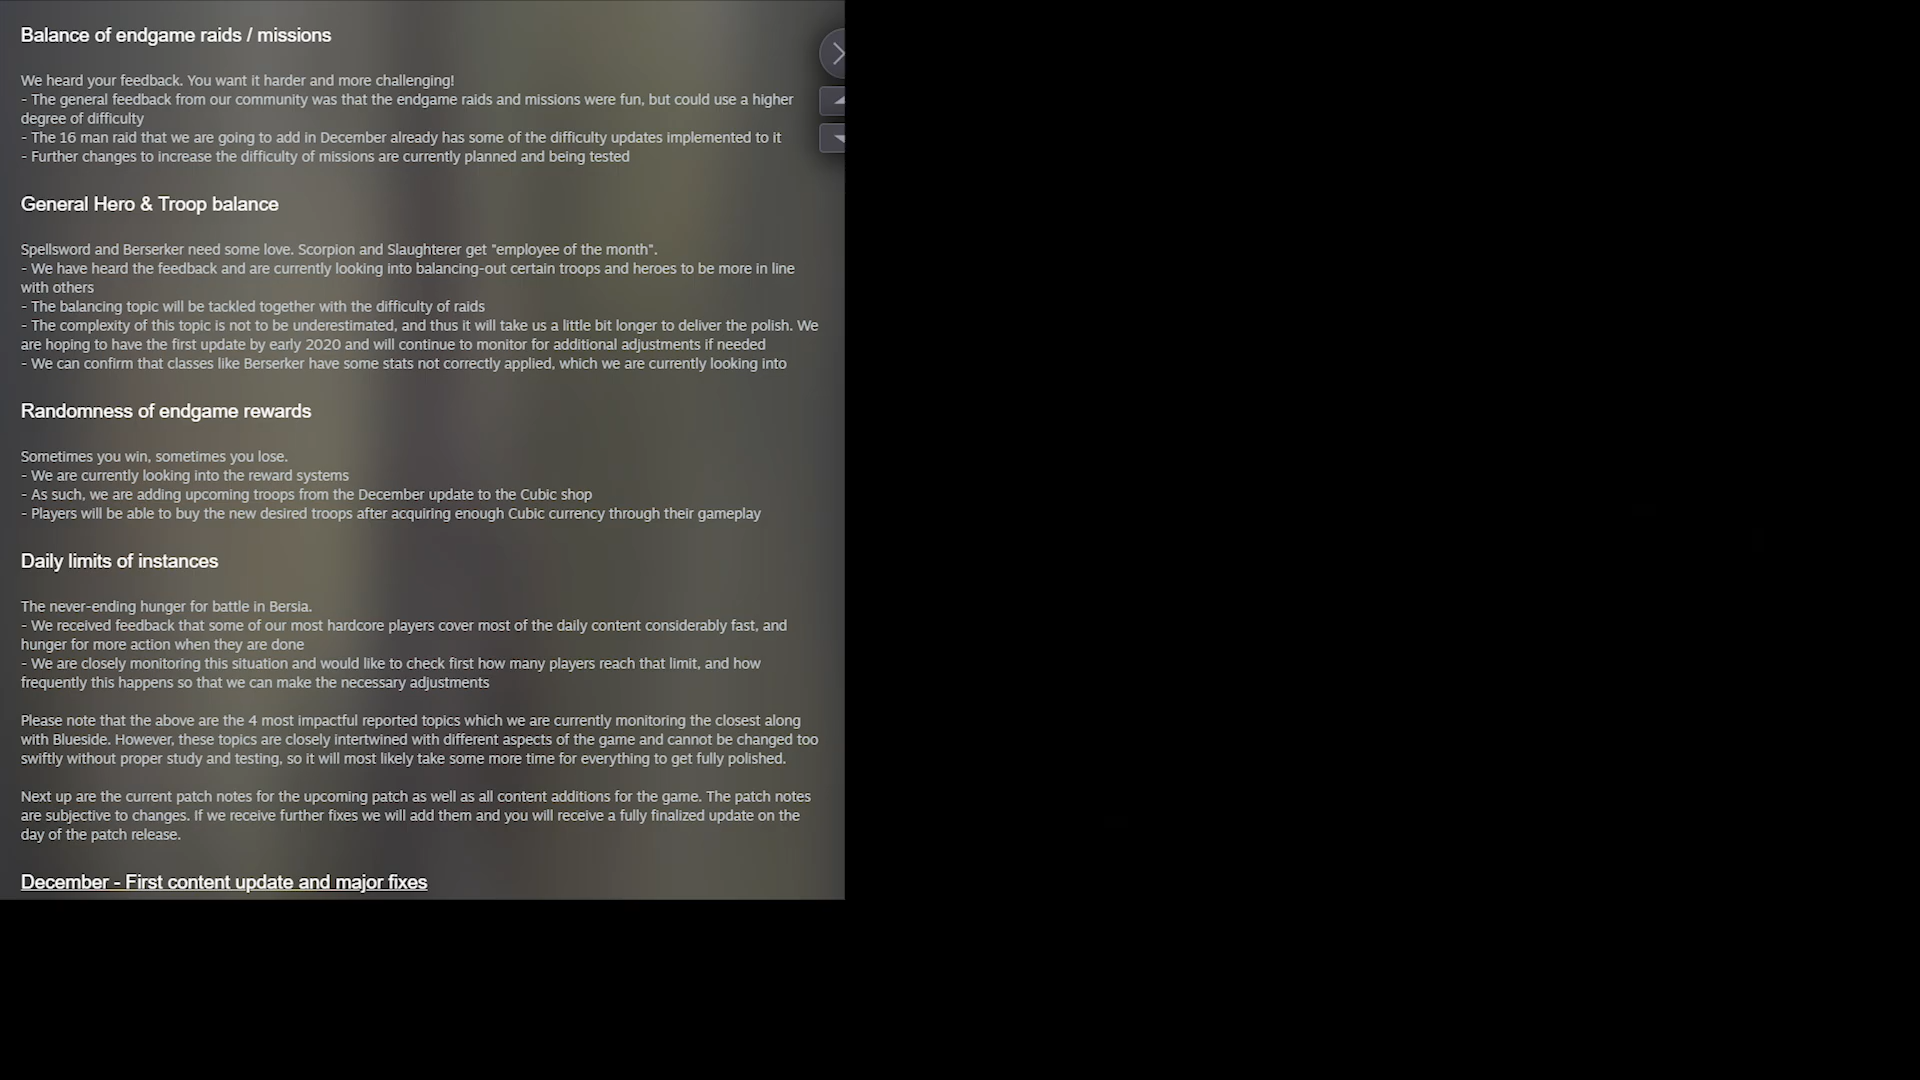 Balance of endgame raids / missions
We heard your feedback. You want it harder and more challenging!
- The general feedback from our community was that the endgame raids and missions were fun, but could use a higher
degree of difficulty
- The 16 man raid that we are going to add in December already has some of the difficulty updates implemented to it
- Further changes to increase the difficulty of missions are currently planned and being tested
General Hero & Troop balance
Spellsword and Berserker need some love. Scorpion and Slaughterer get "employee of the month".
- We have heard the feedback and are currently looking into balancing-out certain troops and heroes to be more in line
with others
- The balancing topic will be tackled together with the difficulty of raids
- The complexity of this topic is not to be underestimated, and thus it will take us a little bit longer to deliver the polish. We
are hoping to have the first update by early 2020 and will continue to monitor for additional adjustments if needed
- We can confirm that classes like Berserker have some stats not correctly applied, which we are currently looking into
Randomness of endgame rewards
Sometimes you win, sometimes you lose.
- We are currently looking into the reward systems
- As such, we are adding upcoming troops from the December update to the Cubic shop
- Players will be able to buy the new desired troops after acquiring enough Cubic currency through their gameplay
Daily limits of instances
The never-ending hunger for battle in Bersia.
- We received feedback that some of our most hardcore players cover most of the daily content considerably fast, and
hunger for more action when they are done
- We are closely monitoring this situation and would like to check first how many players reach that limit, and how
frequently this happens so that we can make the necessary adjustments
Please note that the above are the 4 most impactful reported topics which we are currently monitoring the closest along
with Blueside. However, these topics are closely intertwined with different aspects of the game and cannot be changed too
swiftly without proper study and testing, so it will most likely take some more time for everything to get fully polished.
Next up are the current patch notes for the upcoming patch as well as all content additions for the game. The patch notes
are subjective to changes. If we receive further fixes we will add them and you will receive a fully finalized update on the
day of the patch release.
December - First content update and major fixes